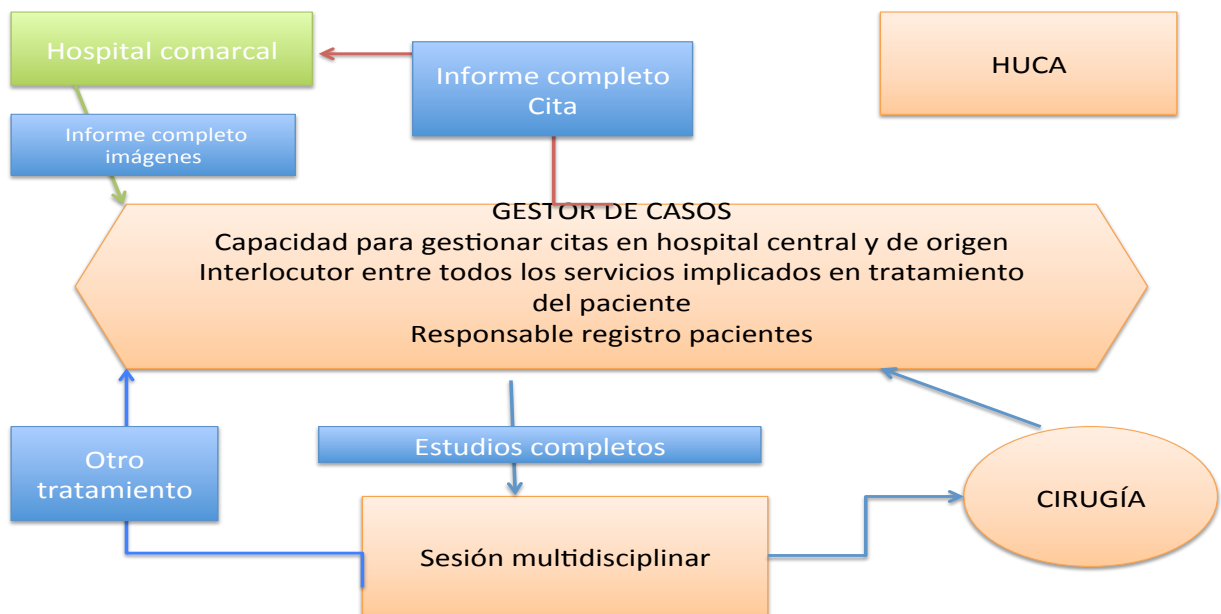 Hospital comarcal
Informe completo
Cita
HUCA
Informe completo
imágenes
GESTOR DE CASOS
Capacidad para gestionar citas en hospital central y de origen
Interlocutor entre todos los servicios implicados en tratamiento
del paciente
Responsable registro pacientes
Otro
tratamiento
Estudios completos
CIRUGÍA
Sesión multidisciplinar